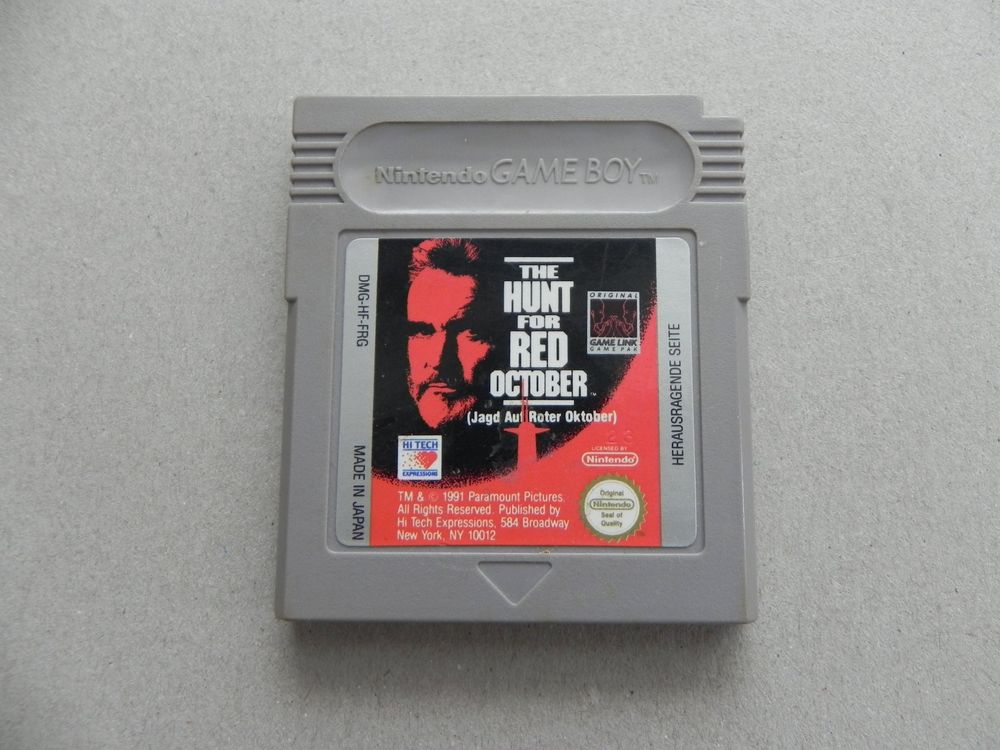 Nintendo GAME BOY TM
DMG-HF-FRG
MADE IN JAPAN
THE
HUNT
FOR
RED
OCTOBER TM
(Jagd Auf Roter Oktober)
ORIGINAL
GAME LINK
GAME PAK
HERAUSRAGENDE SEITE
23
LICENSED BY
Nintendo
HI TECH
EXPRESSIONS
TM & © 1991 Paramount Pictures.
All Rights Reserved. Published by
Hi Tech Expressions, 584 Broadway
New York, NY 10012
Original
Nintendo
Seal of
Quality